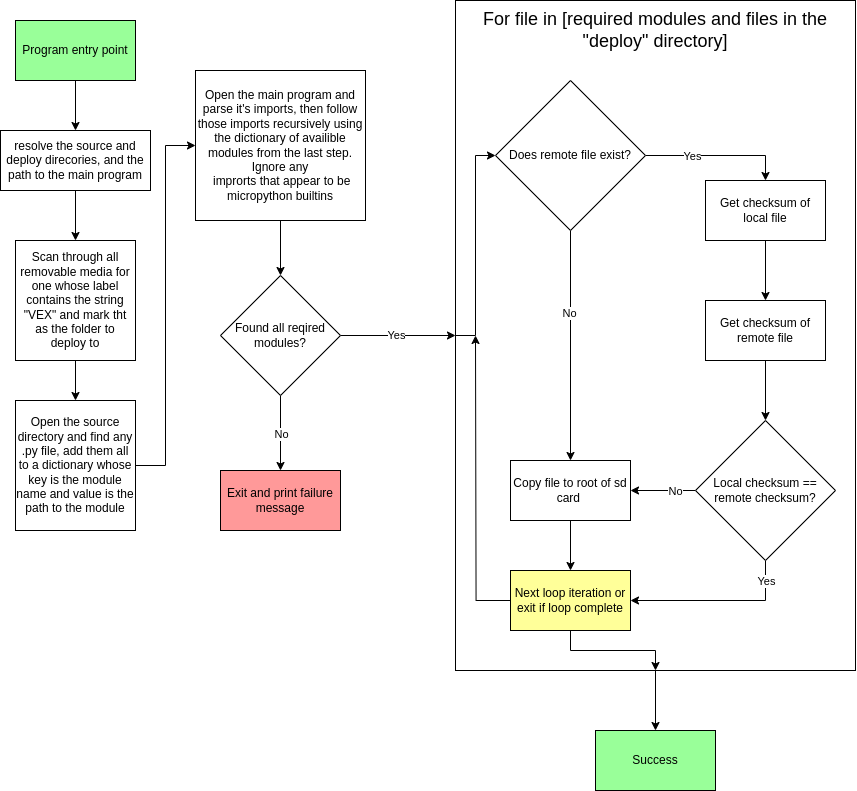 Program entry point
resolve the source and
deploy direcories, and the
path to the main program
Scan through all
removable media for
one whose label
contains the string
"VEX" and mark tht
as the folder to
deploy to
Open the source
directory and find any
.py file, add them all
to a dictionary whose
key is the module
name and value is the
path to the module
Open the main program and
parse it's imports, then follow
those imports recursively using
the dictionary of availible
modules from the last step.
Ignore any
improrts that appear to be
micropython builtins
Found all reqired
modules?
Yes
No
Exit and print failure
message
For file in [required modules and files in the
"deploy" directory]
Does remote file exist?
Yes
No
Get checksum of
local file
Get checksum of
remote file
Local checksum ==
remote checksum?
No
Yes
Copy file to root of sd
card
Next loop iteration or
exit if loop complete
Success